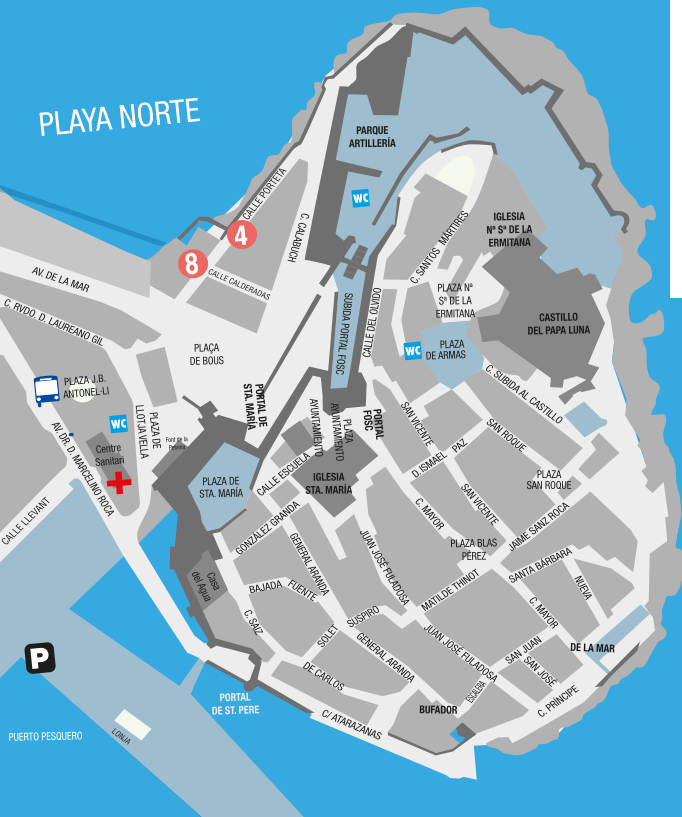 PLAYA NORTE
PARQUE
ARTILLERÍA
WC
CALLE PORTETA
4
8
C. CALABUCH
CALLE CALDERADAS
IGLESIA
Nª Sª DE LA
ERMITANA
C. SANTOS MÁRTIRES
AV. DE LA MAR
C. RVDO. D. LAUREANO GIL
SUBIDA PORTAL FOSC
CALLE DEL OLVIDO
PLAZA Nª
Sª DE LA
ERMITANA
CASTILLO
DEL PAPA LUNA
PLAÇA
DE BOUS
WC
PLAZA
DE ARMAS
PLAZA J.B.
ANTONEL-LI
C. SUBIDA AL CASTILLO
PORTAL DE
STA. MARÍA
PLAZA DE
LLOTJA VELLA
WC
AYUNTAMIENTO
PLAZA
AYUNTAMIENTO
PORTAL
FOSC
SAN VICENTE
SAN ROQUE
AV. DR. D. MARCELINO ROCA
Centre
Sanitari
Font de la
D. ISMAEL PAZ
CALLE ESCUELA
IGLESIA
STA. MARÍA
PLAZA DE
STA. MARÍA
PLAZA
SAN ROQUE
SAN VICENTE
C. MAYOR
CALLE LLEVANT
GONZÁLEZ GRANDA
JAIME SANZ ROCA
GENERAL ARANDA
JUAN JOSÉ FULADOSA
PLAZA BLAS
PÉREZ
SANTA BÁRBARA
Casa
del Agua
BAJADA FUENTE
MATILDE THINOT
NUEVA
C. MAYOR
C. SAIZ
SOLET
SUSPIRO
GENERAL ARANDA
JUAN JOSÉ FULADOSA
SAN JUAN
SAN JOSÉ
DE LA MAR
P
DE CARLOS
ESCALERA
C. PRÍNCIPE
PORTAL
DE ST. PERE
C/ ATARAZANAS
BUFADOR
PUERTO PESQUERO
LONJA